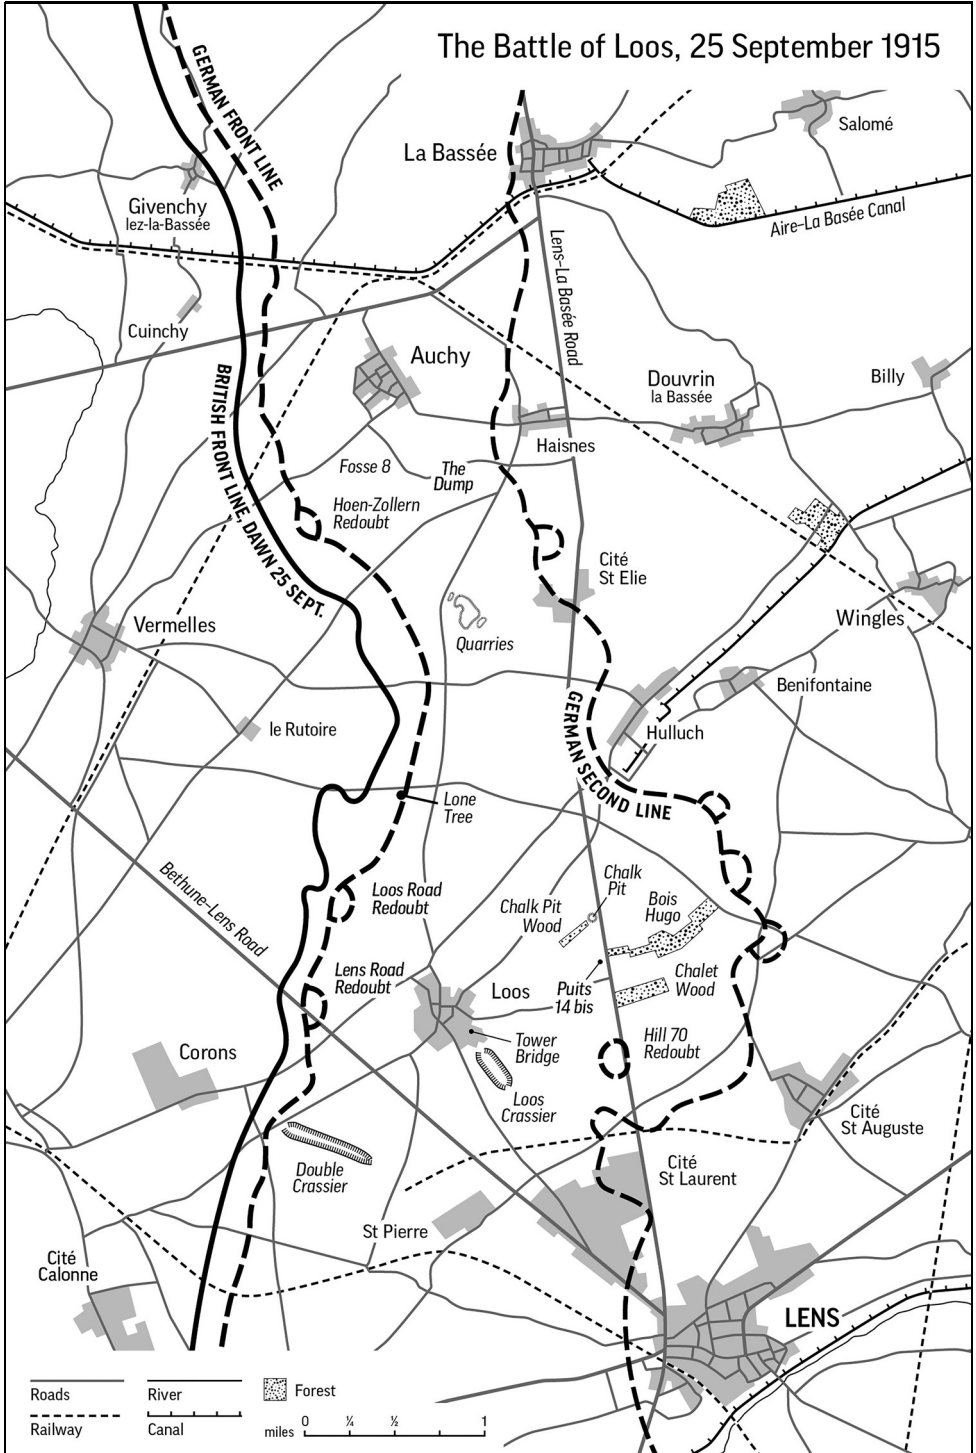 The Battle of Loos, 25 September 1915
GERMAN FRONT LINE
La Bassée
Salomé
Givenchy
lez-la-Bassée
Aire–La Basée Canal
Lens–La Basée Road
Cuinchy
Auchy
BRITISH FRONT LINE, DAWN 25 SEPT.
Douvrin
la Bassée
Billy
Haisnes
Fosse 8
The
Dump
Hoen-Zollern
Redoubt
Cité
St Elie
Vermelles
Quarries
Wingles
Benifontaine
le Rutoire
Hulluch
GERMAN SECOND LINE
Lone
Tree
Bethune–Lens Road
Loos Road
Redoubt
Chalk
Pit
Chalk Pit
Wood
Bois
Hugo
Lens Road
Redoubt
Loos
Puits
14 bis
Chalet
Wood
Corons
Tower
Bridge
Hill 70
Redoubt
Loos
Crassier
Cité
St Auguste
Double
Crassier
Cité
St Laurent
St Pierre
Cité
Calonne
LENS
Roads
River
Forest
Railway
Canal
miles
0 ¼ ½ 1